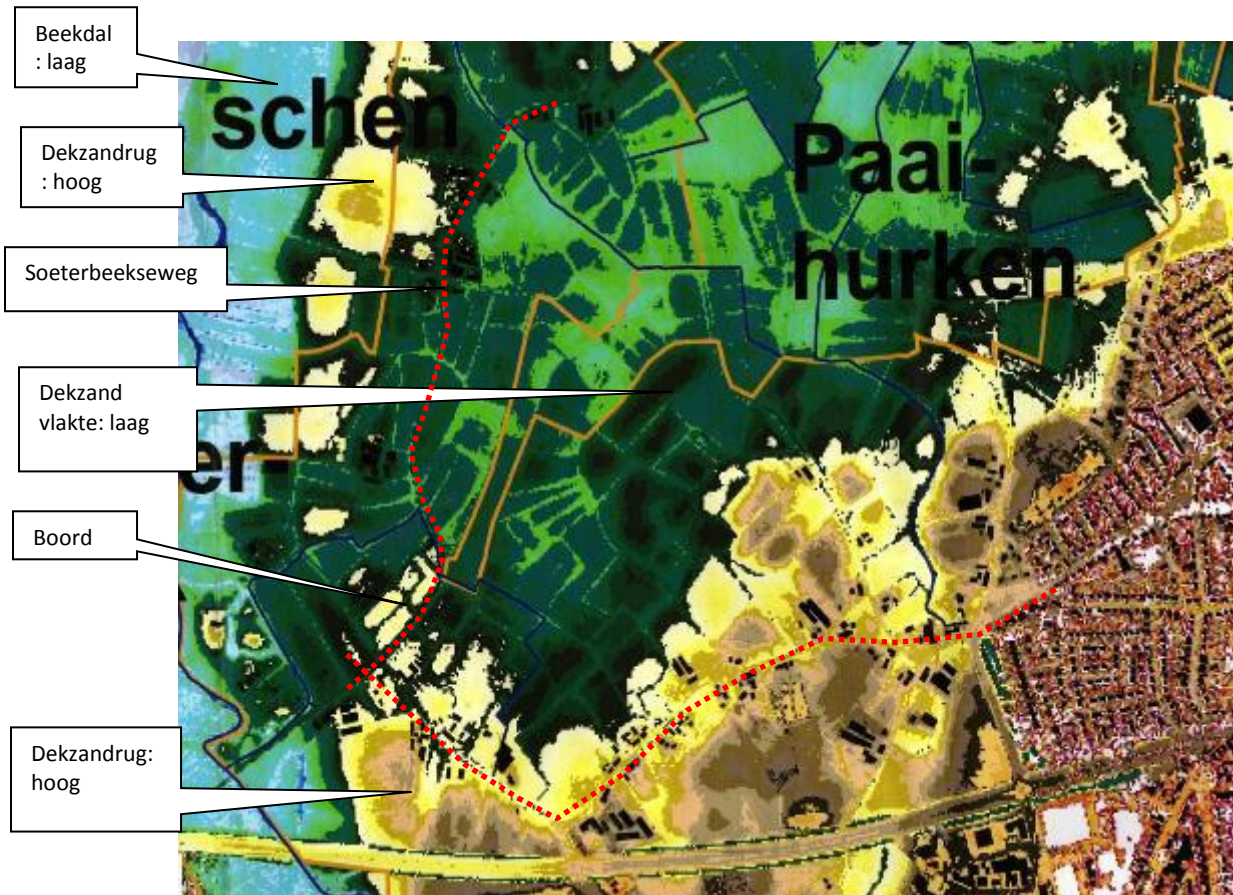 Beekdal
: laag
Dekzandrug
: hoog
Soeterbeekseweg
Dekzand
vlakte: laag
Boord
Dekzandrug:
hoog
schen
Paai-
hurken
er-